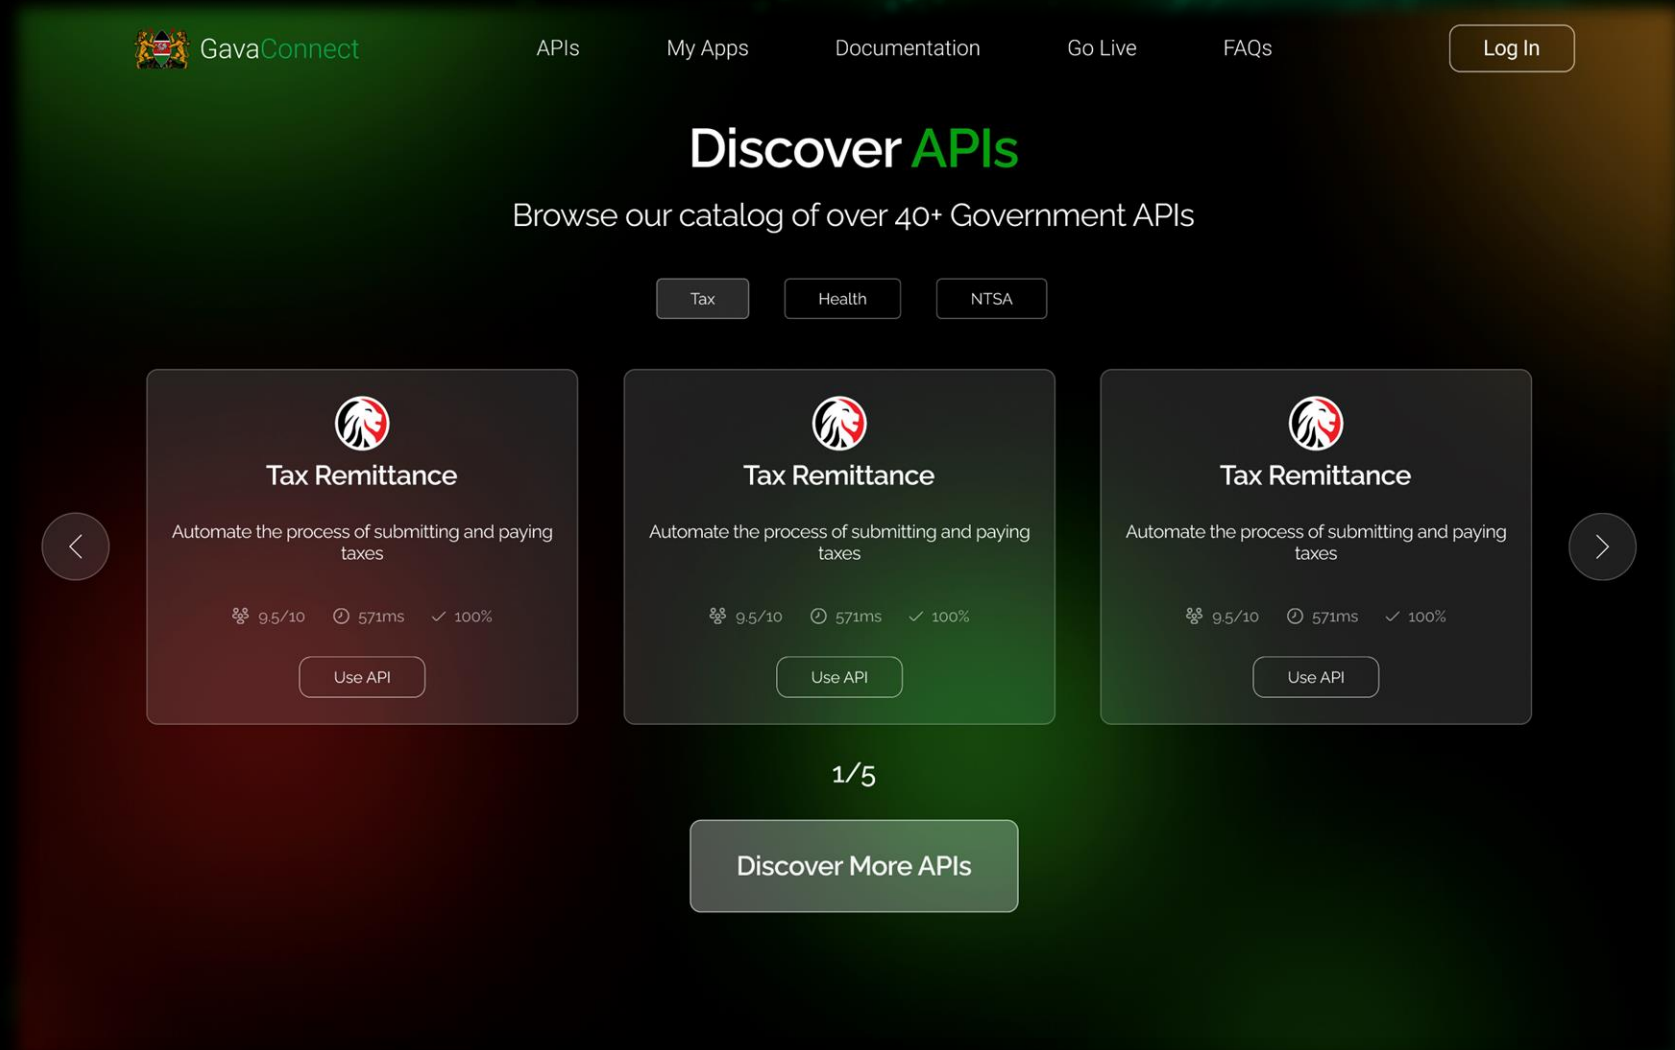 GavaConnect
APIs
My Apps
Documentation
Go Live
FAQs
Log In
Discover APIs
Browse our catalog of over 40+ Government APIs
Tax
Health
NTSA
Tax Remittance
Automate the process of submitting and paying
taxes
9.5/10
571ms
100%
Use API
Tax Remittance
Automate the process of submitting and paying
taxes
9.5/10
571ms
100%
Use API
Tax Remittance
Automate the process of submitting and paying
taxes
9.5/10
571ms
100%
Use API
1/5
Discover More APIs